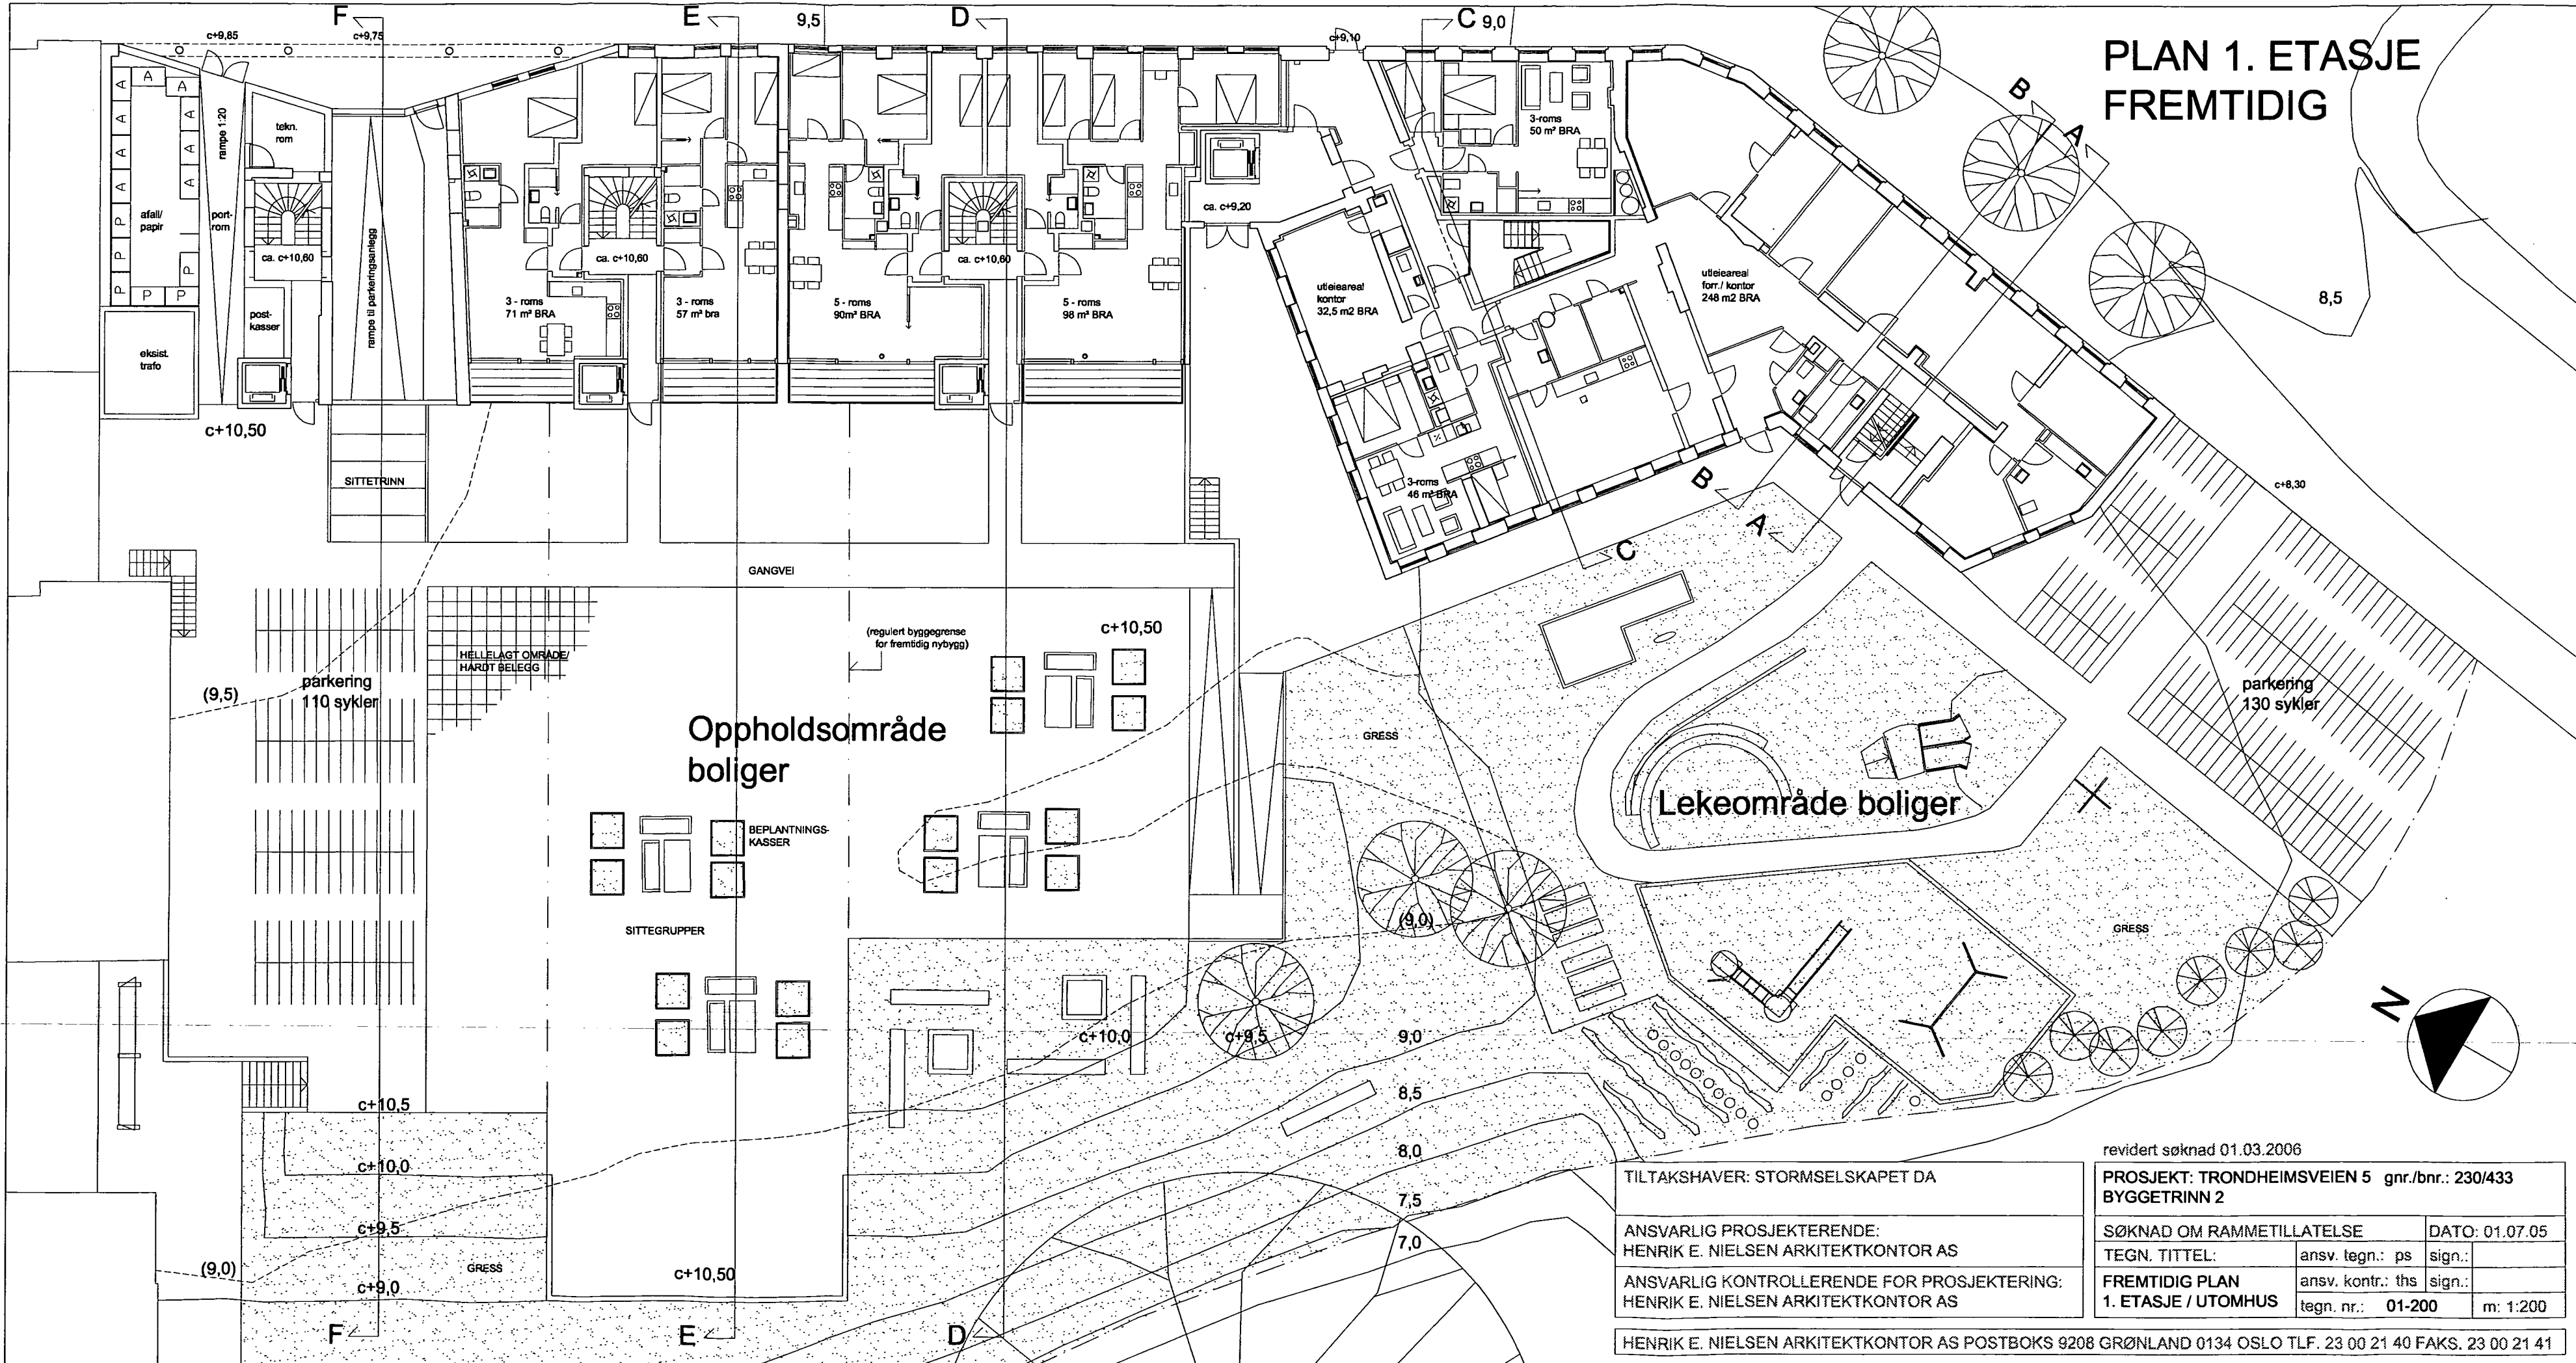 F
E
9,5
D
C 9,0
c+9,85
c+9,75
c+9,10
PLAN 1. ETASJE
FREMTIDIG
B
A
A
A
A
A
A
A
A
A
A
A
A
P
P
P
P
P
P
P
rampe 1:20
tekn.
rom
afall/
papir
port-
rom
ca. c+10,60
post-
kasser
eksist.
trafo
rampe til parkeringsanlegg
ca. c+10,60
3 - roms
71 m² BRA
3 - roms
57 m² bra
5 - roms
90m² BRA
ca. c+10,60
5 - roms
98 m² BRA
ca. c+9,20
3-roms
50 m² BRA
utleieareal
kontor
32,5 m2 BRA
utleieareal
forr./ kontor
248 m2 BRA
8,5
3-roms
46 m² BRA
B
A
C
c+8,30
c+10,50
SITTETRINN
GANGVEI
(regulert byggegrense
for fremtidig nybygg)
c+10,50
HELLELAGT OMRÅDE/
HARDT BELEGG
(9,5)
parkering
110 sykler
Oppholdsområde
boliger
GRESS
parkering
130 sykler
Lekeområde boliger
BEPLANTNINGS-
KASSER
SITTEGRUPPER
(9,0)
GRESS
c+10,0
c+9,5
9,0
N
c+10,5
8,5
c+10,0
8,0
c+9,5
7,5
7,0
(9,0)
GRESS
c+10,50
c+9,0
F
E
D
revidert søknad 01.03.2006
TILTAKSHAVER: STORMSELSKAPET DA
PROSJEKT: TRONDHEIMSVEIEN 5 gnr./bnr.: 230/433
BYGGETRINN 2
ANSVARLIG PROSJEKTERENDE:
HENRIK E. NIELSEN ARKITEKTKONTOR AS
SØKNAD OM RAMMETILLATELSE DATO: 01.07.05
TEGN. TITTEL: ansv. tegn.: ps sign.:
ANSVARLIG KONTROLLERENDE FOR PROSJEKTERING:
HENRIK E. NIELSEN ARKITEKTKONTOR AS
FREMTIDIG PLAN ansv. kontr.: ths sign.:
1. ETASJE / UTOMHUS tegn. nr.: 01-200 m: 1:200
HENRIK E. NIELSEN ARKITEKTKONTOR AS POSTBOKS 9208 GRØNLAND 0134 OSLO TLF. 23 00 21 40 FAKS. 23 00 21 41